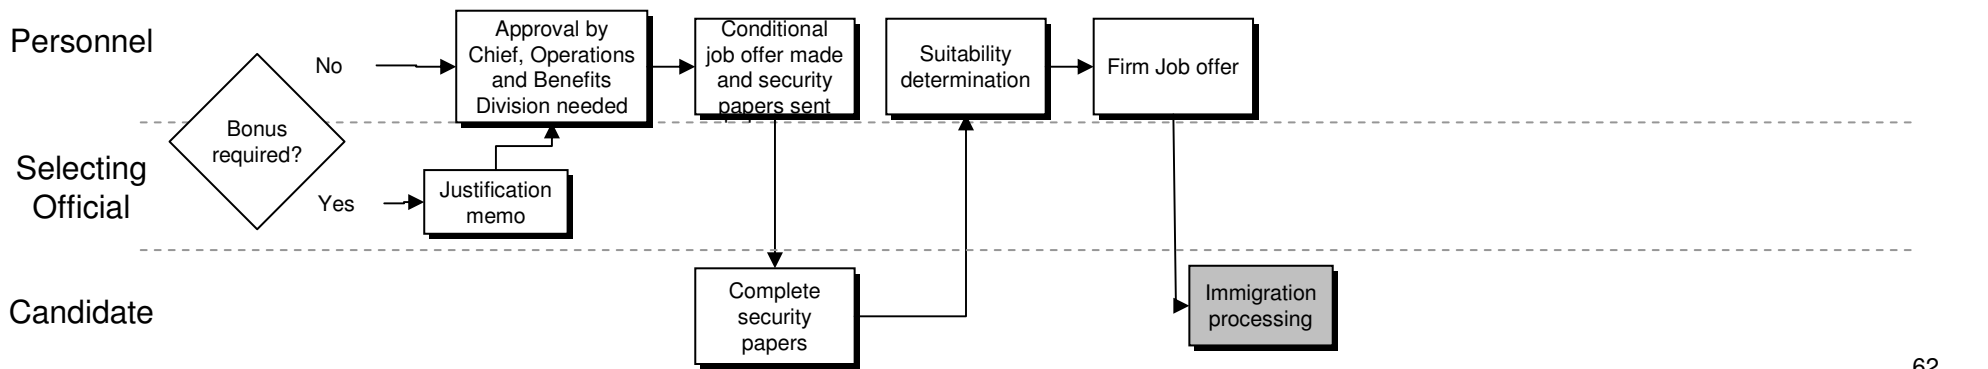 Personnel
No
Approval by
Chief, Operations
and Benefits
Division needed
Conditional
job offer made
and security
papers sent
Suitability
determination
Firm Job offer
Bonus
required?
Selecting
Official
Yes
Justification
memo
Candidate
Complete
security
papers
Immigration
processing
62